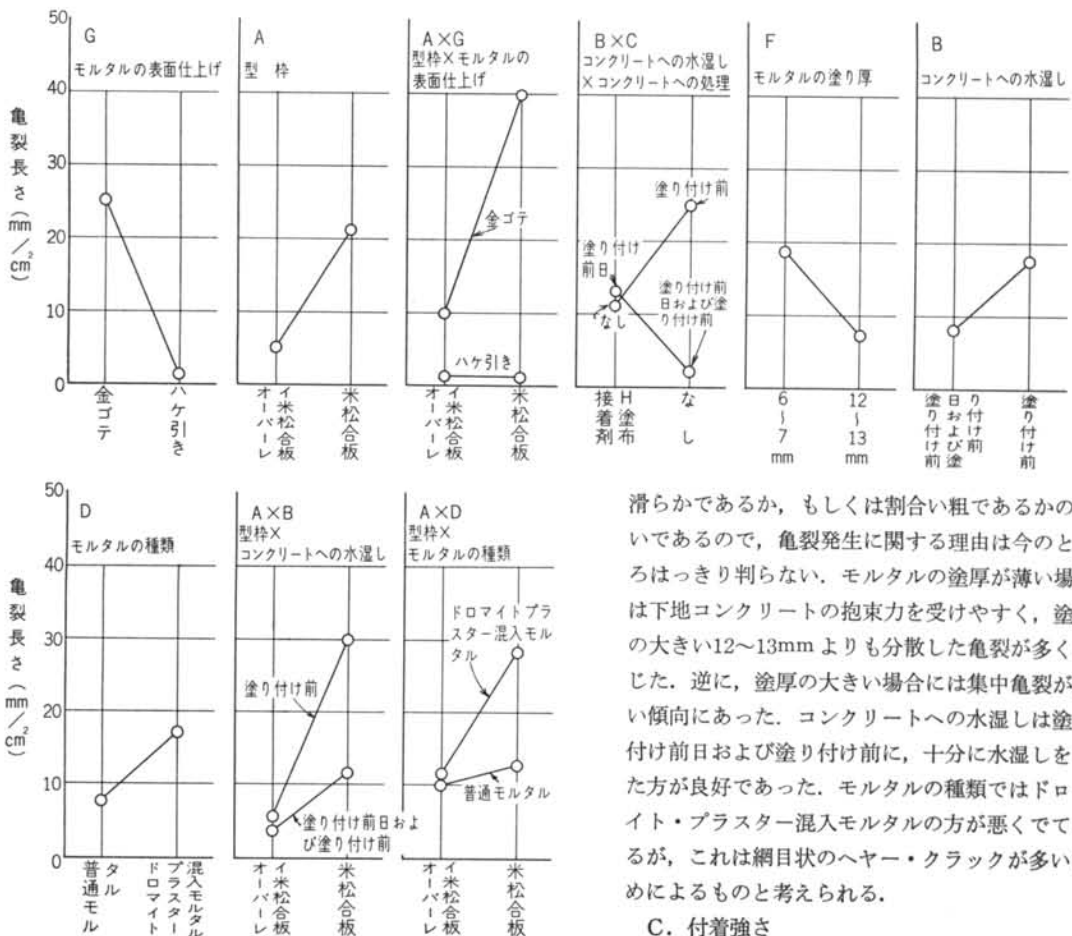 50
40
30
20
10
0
亀裂長さ(mm/cm²)
G
モルタルの表面仕上げ
金ゴテ
ハケ引き
A
型枠
オーバーレ
イ米松合板
米松合板
A×G
型枠×モルタルの
表面仕上げ
金ゴテ
ハケ引き
オーバーレ
イ米松合板
米松合板
B×C
コンクリートへの水湿し
×コンクリートへの処理
塗り付け前
塗り付け
前日
なし
塗り付け前
日および塗
り付け前
接着剤
H塗布
なし
F
モルタルの塗り厚
6~7mm
12~13mm
B
コンクリートへの水湿し
塗り付け前
日および塗
り付け前
塗り付け前
50
40
30
20
10
0
亀裂長さ(mm/cm²)
D
モルタルの種類
普通モル
タル
ドロマイト
プラスター
混入モルタル
A×B
型枠×
コンクリートへの水湿し
塗り付け前
塗り付け前日およ
び塗り付け前
オーバーレ
イ米松合板
米松合板
A×D
型枠×
モルタルの種類
ドロマイトプラ
スター混入モル
タル
普通モルタル
オーバーレ
イ米松合板
米松合板
滑らかであるか,もしくは割合い粗であるかの
いであるので,亀裂発生に関する理由は今のと
ろはっきり判らない.モルタルの塗厚が薄い場
は下地コンクリートの抱束力を受けやすく,塗
の大きい12~13mmよりも分散した亀裂が多く
じた.逆に,塗厚の大きい場合には集中亀裂が
い傾向にあった.コンクリートへの水湿しは塗
付け前日および塗り付け前に,十分に水湿しを
た方が良好であった.モルタルの種類ではドロ
イト・プラスター混入モルタルの方が悪くでて
るが,これは網目状のヘヤー・クラックが多い
めによるものと考えられる.
C.付着強さ